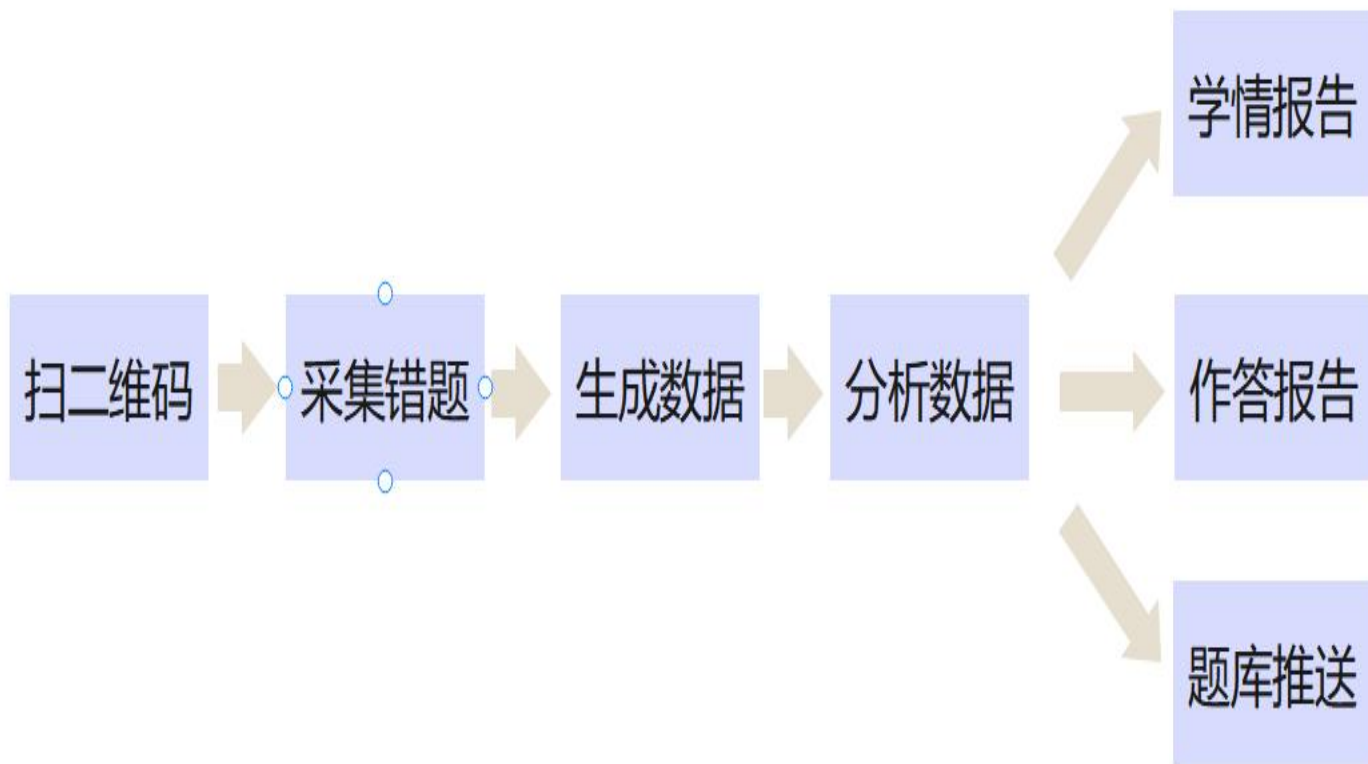 扫二维码
采集错题
生成数据
分析数据
学情报告
作答报告
题库推送